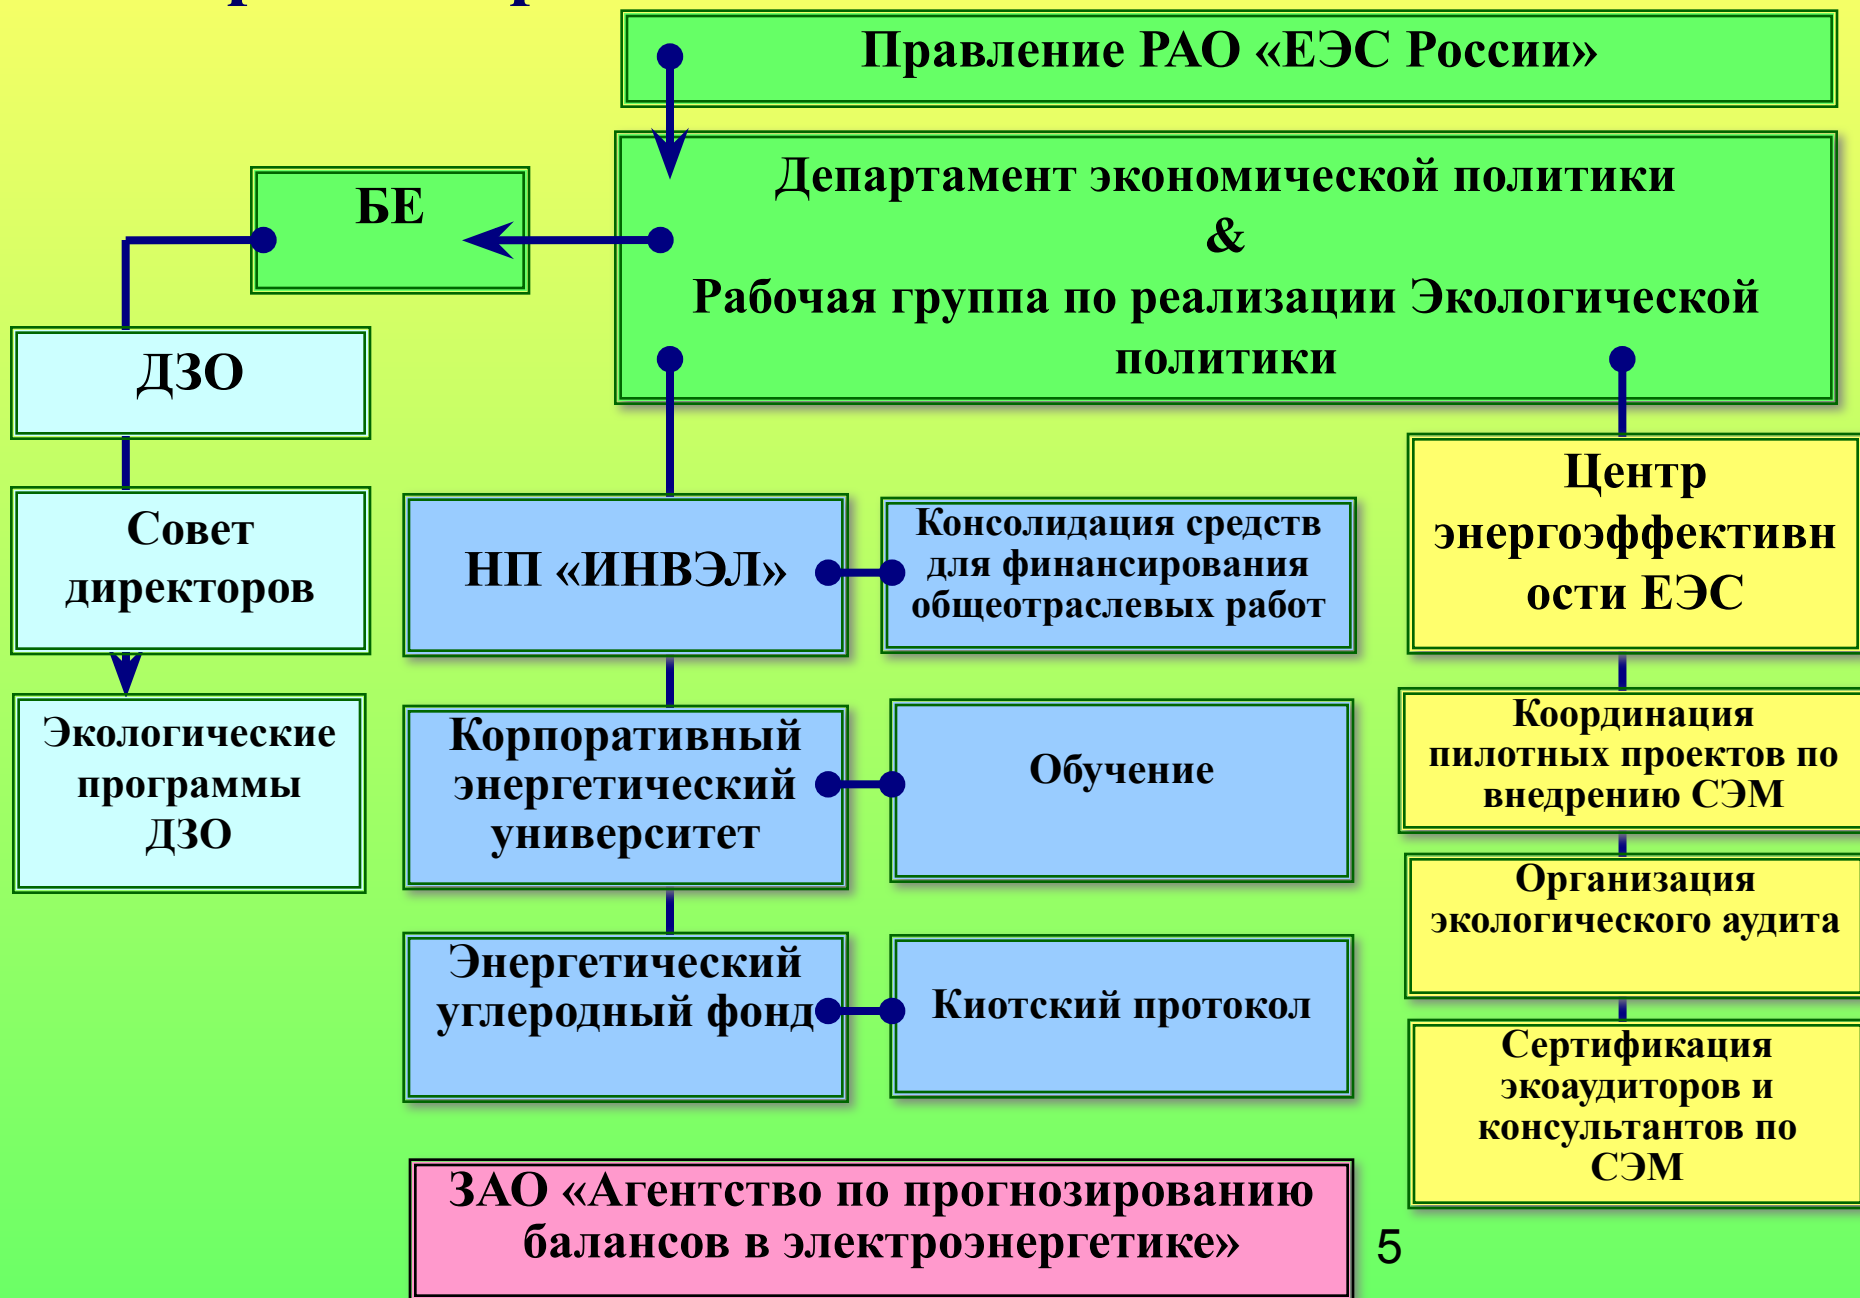 Правление РАО «ЕЭС России»
Департамент экономической политики
&
Рабочая группа по реализации Экологической
политики
БЕ
ДЗО
Совет
директоров
Экологические
программы
ДЗО
НП «ИНВЭЛ»
Консолидация средств
для финансирования
общеотраслевых работ
Корпоративный
энергетический
университет
Обучение
Энергетический
углеродный фонд
Киотский протокол
Центр
энергоэффективн
ости ЕЭС
Координация
пилотных проектов по
внедрению СЭМ
Организация
экологического аудита
Сертификация
экоаудиторов и
консультантов по
СЭМ
ЗАО «Агентство по прогнозированию
балансов в электроэнергетике»
5